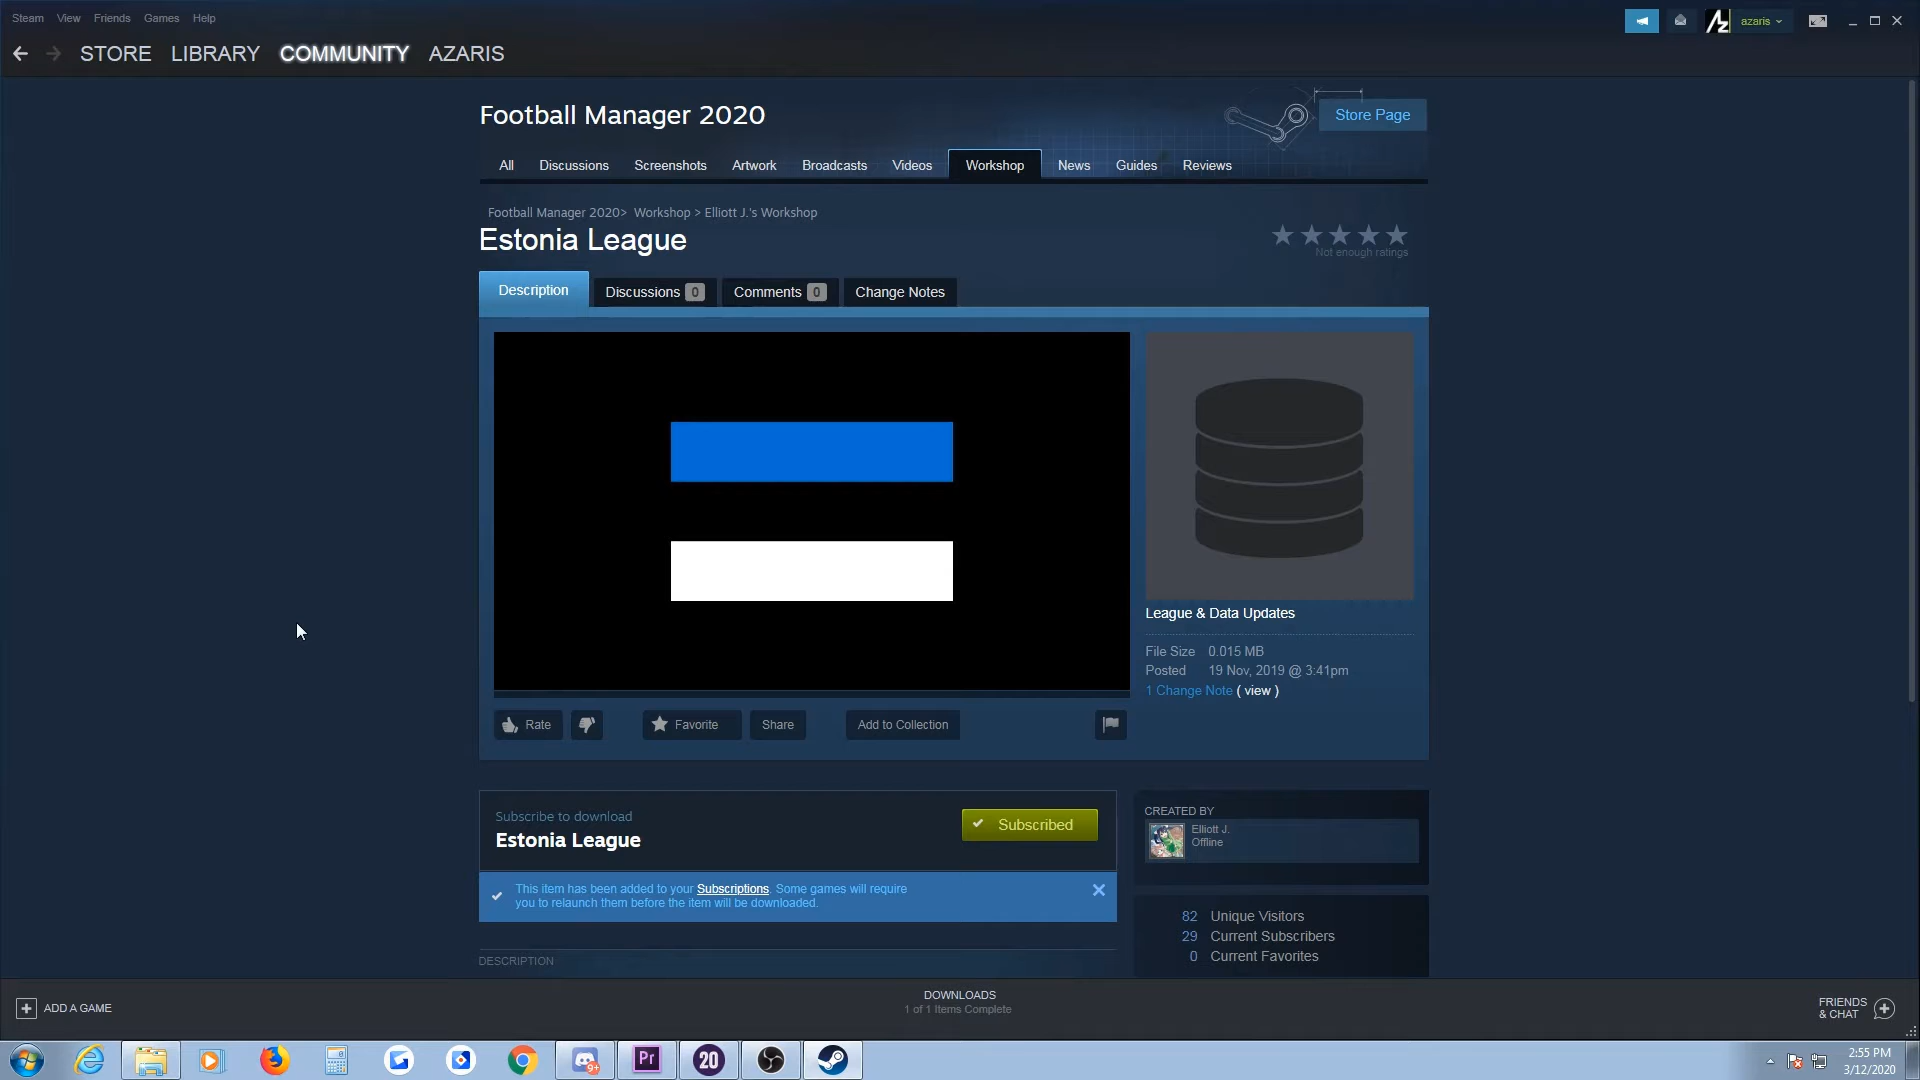 Steam View Friends Games Help
azaris
STORE LIBRARY COMMUNITY AZARIS
Football Manager 2020
Store Page
All Discussions Screenshots Artwork Broadcasts Videos Workshop News Guides Reviews
Football Manager 2020> Workshop > Elliott J.'s Workshop
Estonia League
Not enough ratings
Description Discussions 0 Comments 0 Change Notes
League & Data Updates
File Size 0.015 MB
Posted 19 Nov, 2019 @ 3:41pm
1 Change Note ( view )
Rate Favorite Share Add to Collection
Subscribe to download
Estonia League
Subscribed
This item has been added to your Subscriptions. Some games will require
you to relaunch them before the item will be downloaded.
CREATED BY
Elliott J.
Offline
82 Unique Visitors
29 Current Subscribers
0 Current Favorites
DESCRIPTION
ADD A GAME
DOWNLOADS
1 of 1 Items Complete
FRIENDS
& CHAT
9+
Pr
20
2:55 PM
3/12/2020